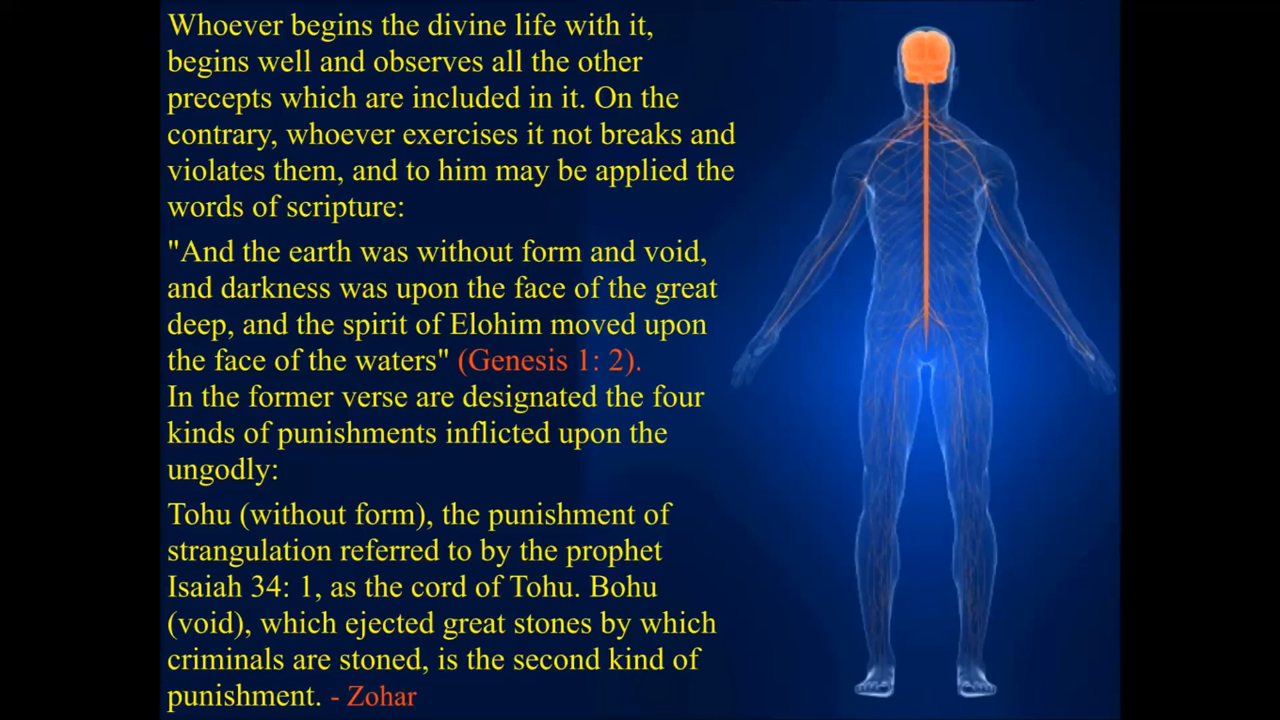 Whoever begins the divine life with it,
begins well and observes all the other
precepts which are included in it. On the
contrary, whoever exercises it not breaks and
violates them, and to him may be applied the
words of scripture:
"And the earth was without form and void,
and darkness was upon the face of the great
deep, and the spirit of Elohim moved upon
the face of the waters" (Genesis 1: 2).
In the former verse are designated the four
kinds of punishments inflicted upon the
ungodly:
Tohu (without form), the punishment of
strangulation referred to by the prophet
Isaiah 34: 1, as the cord of Tohu. Bohu
(void), which ejected great stones by which
criminals are stoned, is the second kind of
punishment. - Zohar